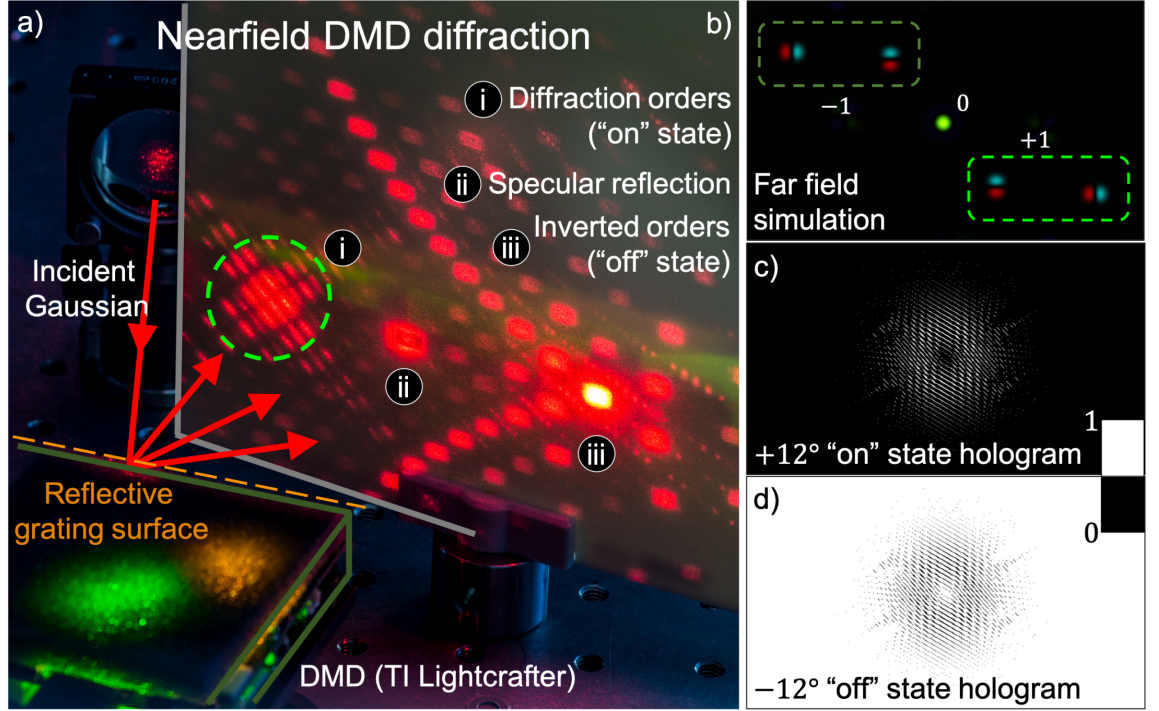 a)
Nearfield DMD diffraction
i Diffraction orders
("on" state)
ii Specular reflection
iii Inverted orders
("off" state)
i
ii
iii
Incident
Gaussian
Reflective
grating surface
DMD (TI Lightcrafter)
b)
−1
0
+1
Far field
simulation
c)
+12° "on" state hologram
1
0
d)
−12° "off" state hologram